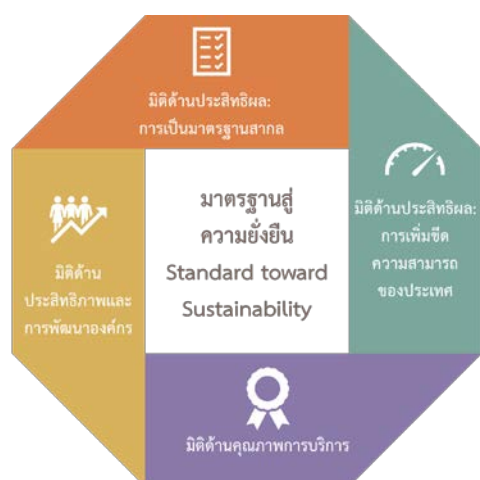 มิติด้านประสิทธิผล:
การเป็นมาตรฐานสากล
มิติด้านประสิทธิผล:
การเพิ่มขีด
ความสามารถ
ของประเทศ
มาตรฐานสู่
ความยั่งยืน
Standard toward
Sustainability
มิติด้าน
ประสิทธิภาพและ
การพัฒนาองค์กร
มิติด้านคุณภาพการบริการ